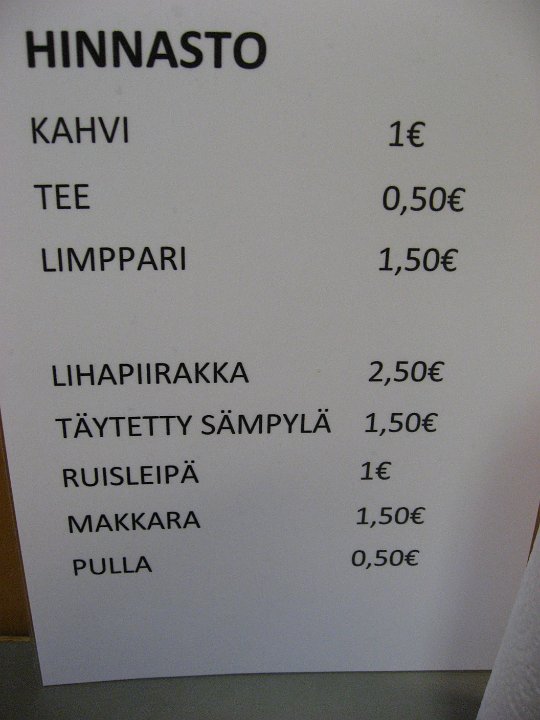 HINNASTO
KAHVI 1€
TEE 0,50€
LIMPPARI 1,50€
LIHAPIIRAKKA 2,50€
TÄYTETTY SÄMPYLÄ 1,50€
RUISLEIPÄ 1€
MAKKARA 1,50€
PULLA 0,50€